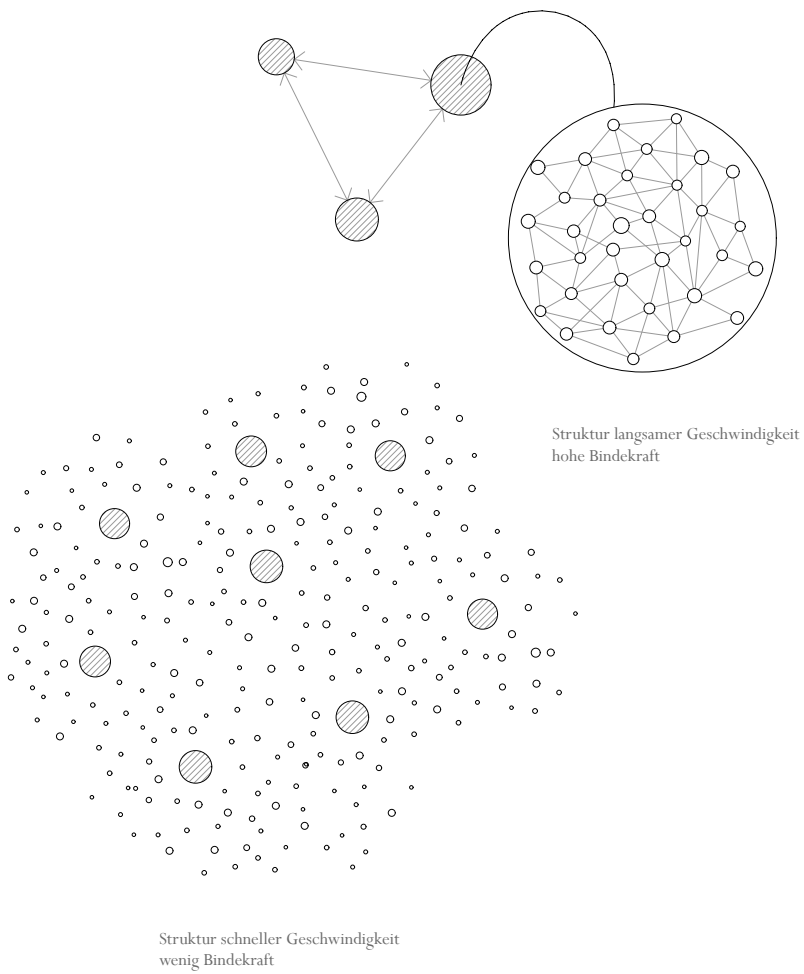 Struktur langsamer Geschwindigkeit
hohe Bindekraft
Struktur schneller Geschwindigkeit
wenig Bindekraft